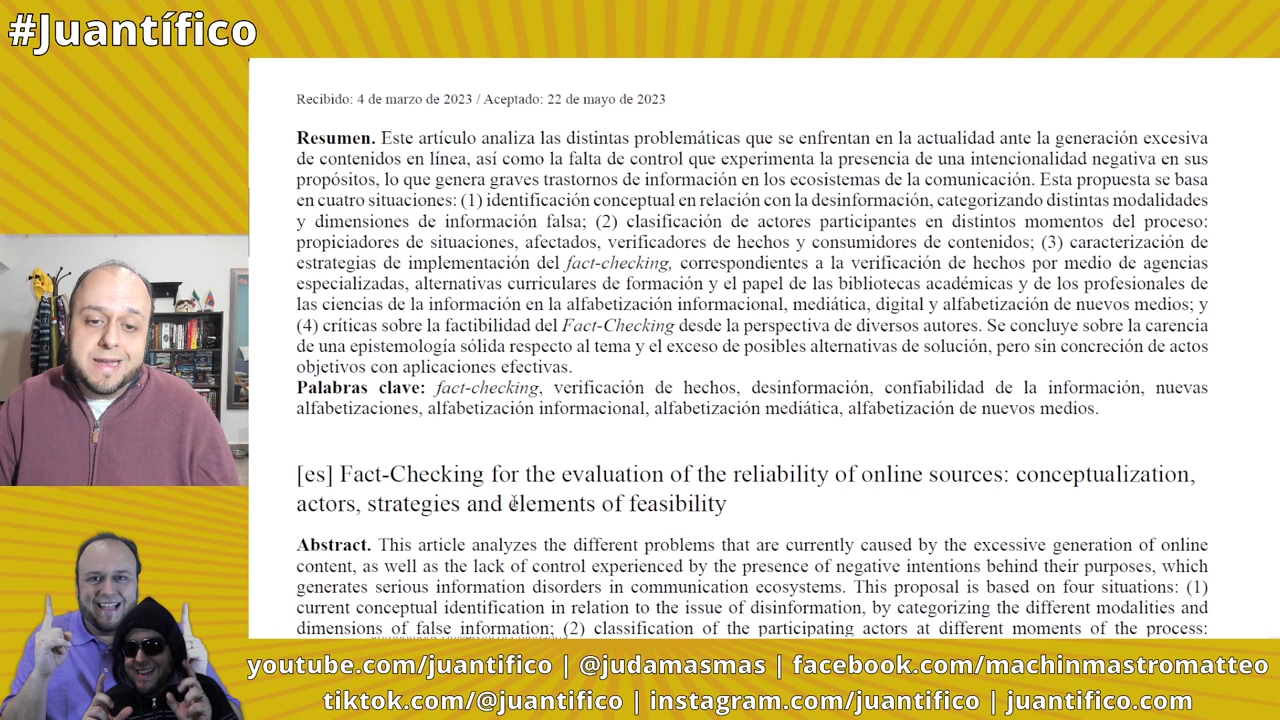 #Juantífico
Recibido: 4 de marzo de 2023 / Aceptado: 22 de mayo de 2023
Resumen. Este artículo analiza las distintas problemáticas que se enfrentan en la actualidad ante la generación excesiva
de contenidos en línea, así como la falta de control que experimenta la presencia de una intencionalidad negativa en sus
propósitos, lo que genera graves trastornos de información en los ecosistemas de la comunicación. Esta propuesta se basa
en cuatro situaciones: (1) identificación conceptual en relación con la desinformación, categorizando distintas modalidades
y dimensiones de información falsa; (2) clasificación de actores participantes en distintos momentos del proceso:
propiciadores de situaciones, afectados, verificadores de hechos y consumidores de contenidos; (3) caracterización de
estrategias de implementación del fact-checking, correspondientes a la verificación de hechos por medio de agencias
especializadas, alternativas curriculares de formación y el papel de las bibliotecas académicas y de los profesionales de
las ciencias de la información en la alfabetización informacional, mediática, digital y alfabetización de nuevos medios; y
(4) críticas sobre la factibilidad del Fact-Checking desde la perspectiva de diversos autores. Se concluye sobre la carencia
de una epistemología sólida respecto al tema y el exceso de posibles alternativas de solución, pero sin concreción de actos
objetivos con aplicaciones efectivas.
Palabras clave: fact-checking, verificación de hechos, desinformación, confiabilidad de la información, nuevas
alfabetizaciones, alfabetización informacional, alfabetización mediática, alfabetización de nuevos medios.
[es] Fact-Checking for the evaluation of the reliability of online sources: conceptualization,
actors, strategies and elements of feasibility
Abstract. This article analyzes the different problems that are currently caused by the excessive generation of online
content, as well as the lack of control experienced by the presence of negative intentions behind their purposes, which
generates serious information disorders in communication ecosystems. This proposal is based on four situations: (1)
current conceptual identification in relation to the issue of disinformation, by categorizing the different modalities and
dimensions of false information; (2) classification of the participating actors at different moments of the process:
youtube.com/juantifico | @judamasmas | facebook.com/machinmastromatteo
tiktok.com/@juantifico | instagram.com/juantifico | juantifico.com